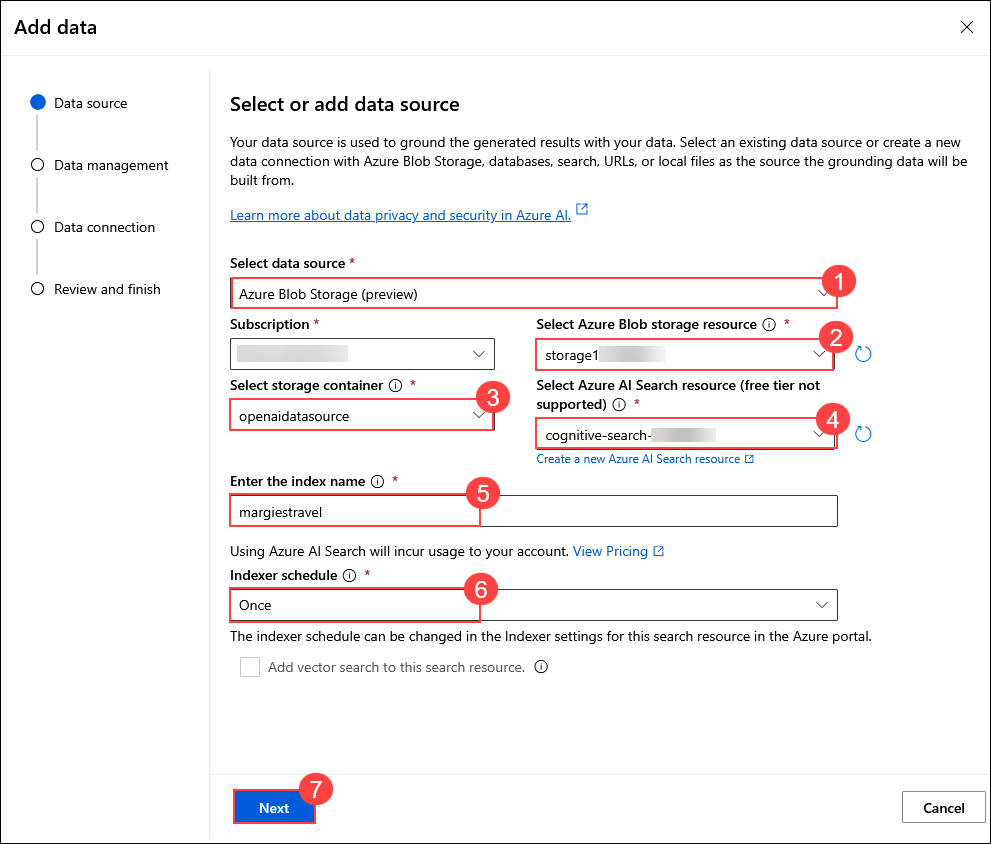 Add data
Data source
Data management
Data connection
Review and finish
Select or add data source
Your data source is used to ground the generated results with your data. Select an existing data source or create a new
data connection with Azure Blob Storage, databases, search, URLs, or local files as the source the grounding data will be
built from.
Learn more about data privacy and security in Azure AI.
Select data source *
Azure Blob Storage (preview)
1
Subscription *
Select Azure Blob storage resource *
storage1
2
Select storage container *
openaidatasource
3
Select Azure AI Search resource (free tier not
supported) *
cognitive-search-
4
Create a new Azure AI Search resource
Enter the index name *
margiestravel
5
Using Azure AI Search will incur usage to your account. View Pricing
Indexer schedule *
Once
6
The indexer schedule can be changed in the Indexer settings for this search resource in the Azure portal.
Add vector search to this search resource.
Next
7
Cancel